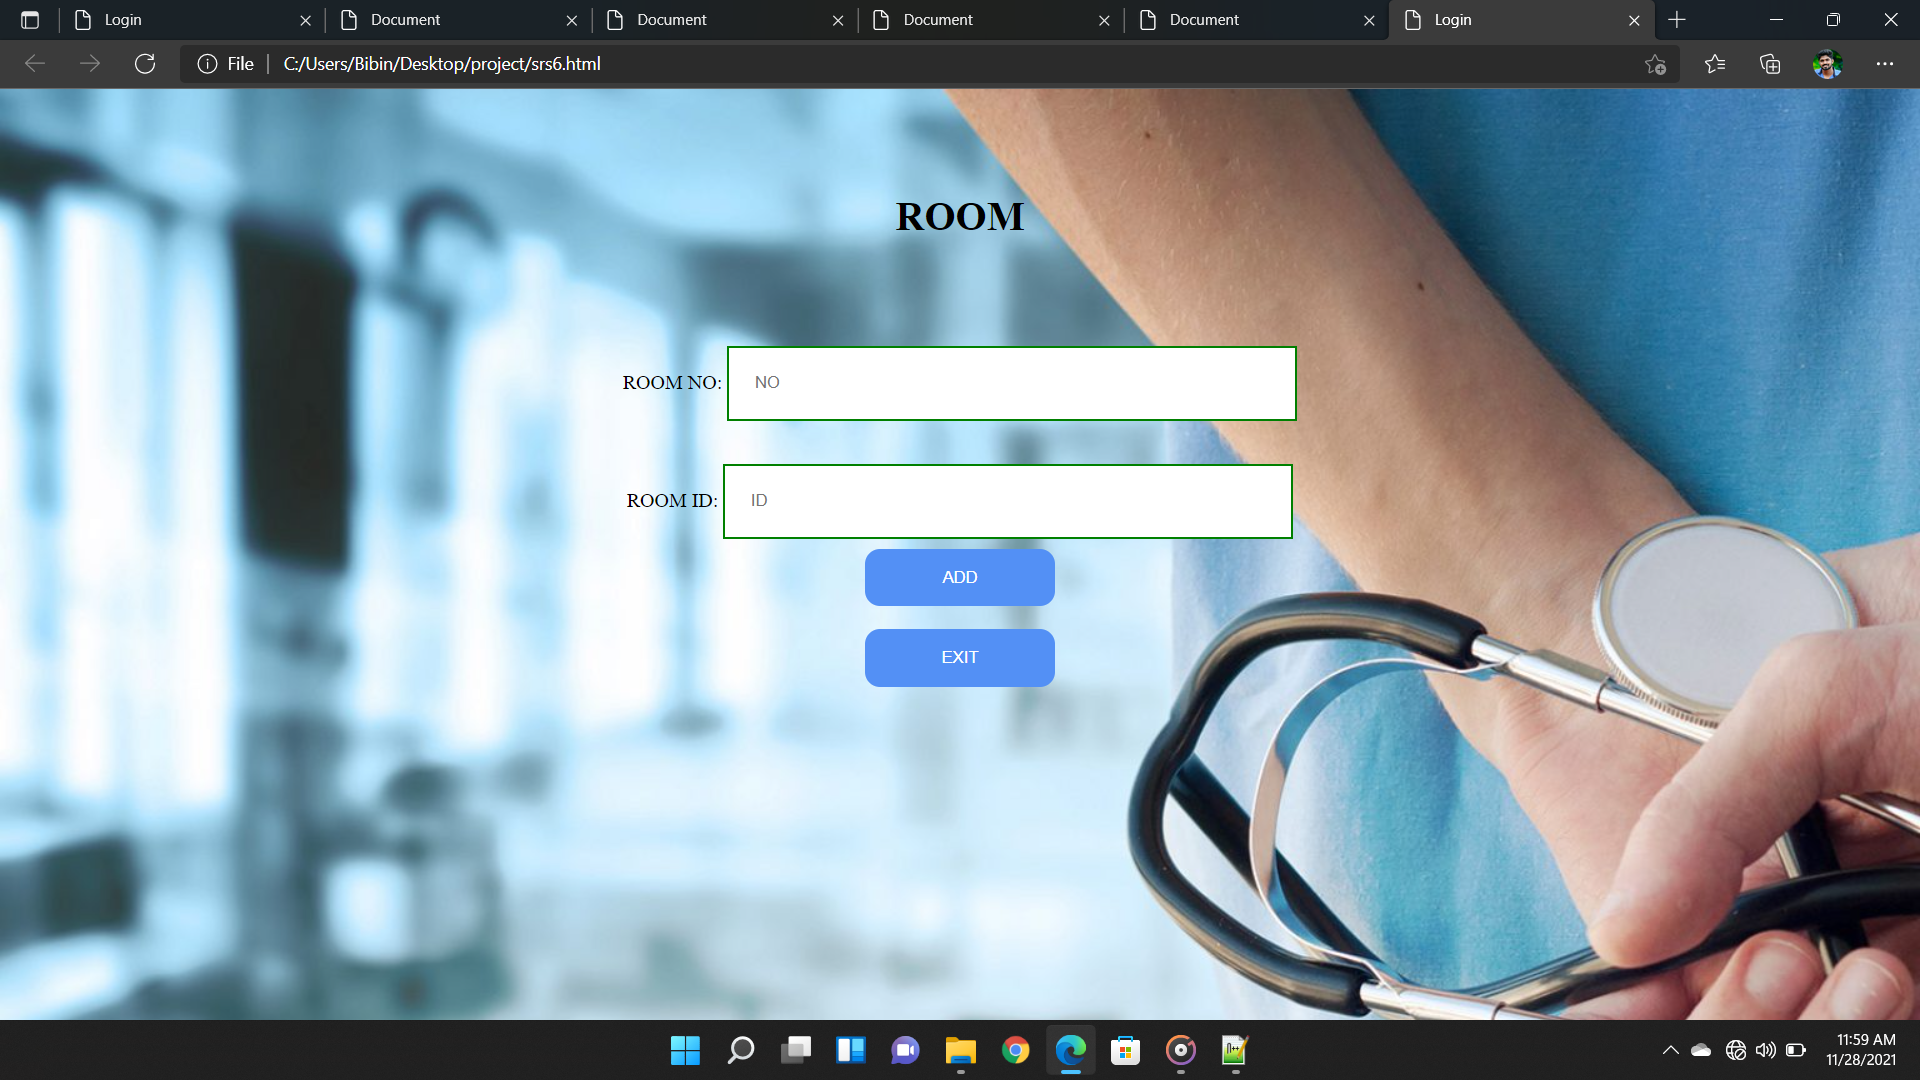 Login
Document
Document
Document
Document
Login
File
C:/Users/Bibin/Desktop/project/srs6.html
ROOM
ROOM NO: NO
ROOM ID: ID
ADD
EXIT
11:59 AM
11/28/2021